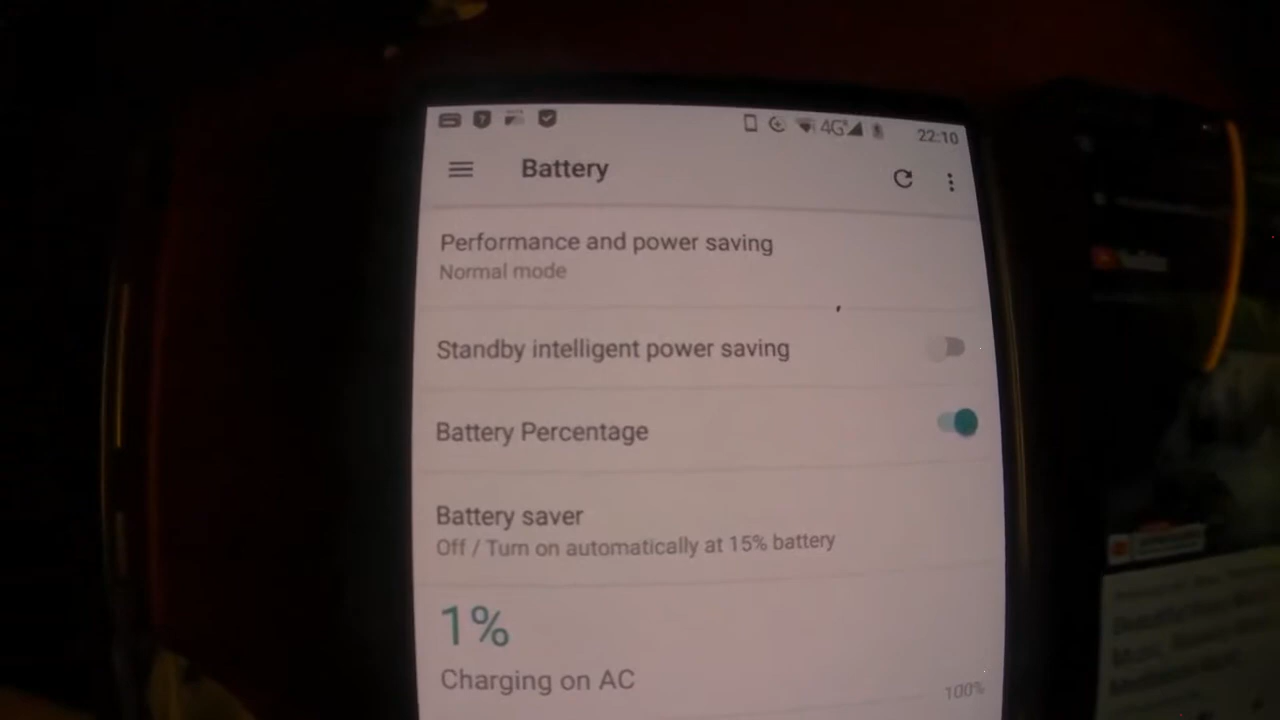 4G 22:10
Battery
Performance and power saving
Normal mode
Standby intelligent power saving
Battery Percentage
Battery saver
Off / Turn on automatically at 15% battery
1%
Charging on AC
100%
YouTube